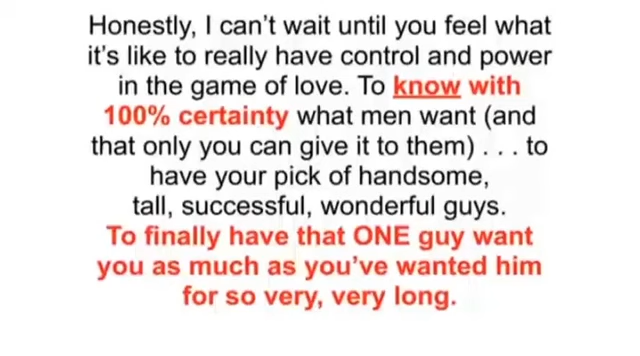 Honestly, I can’t wait until you feel what
it’s like to really have control and power
in the game of love. To know with
100% certainty what men want (and
that only you can give it to them) . . . to
have your pick of handsome,
tall, successful, wonderful guys.
To finally have that ONE guy want
you as much as you’ve wanted him
for so very, very long.